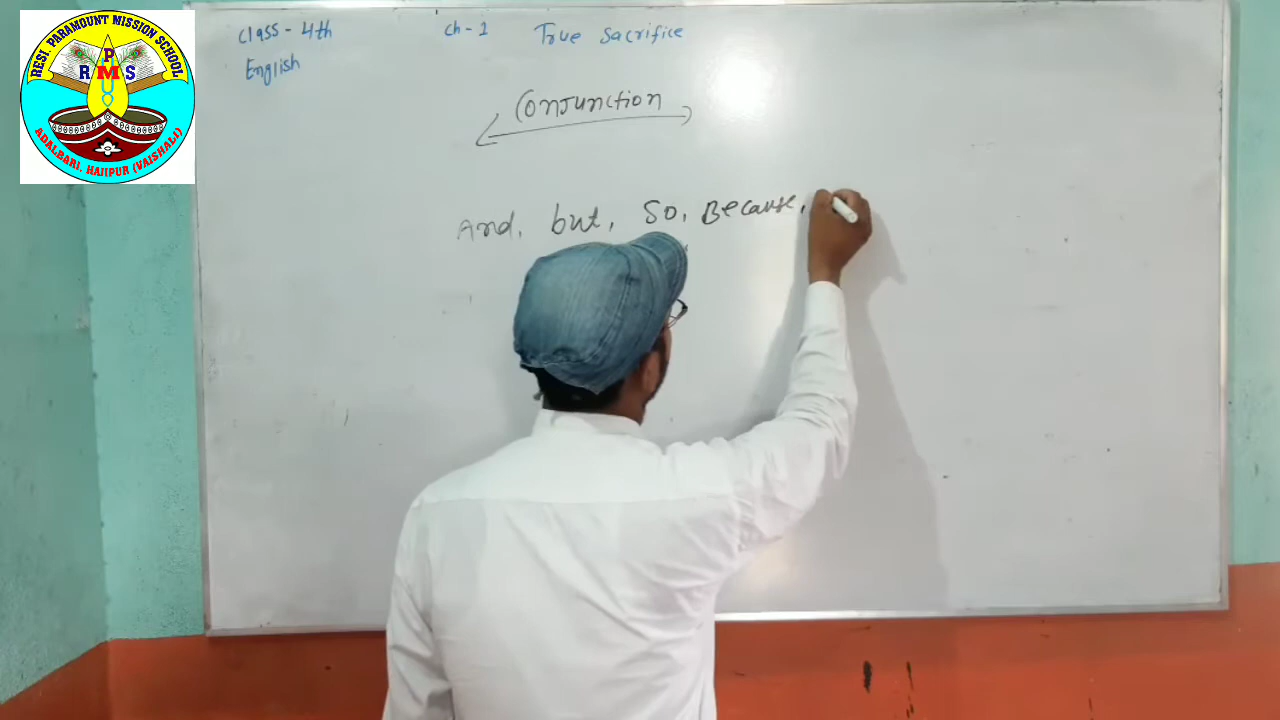 RESI. PARAMOUNT MISSION SCHOOL
P
R M S
U
ADALBARI, HAJIPUR (VAISHALI)
Class - 4th Ch - 1 True Sacrifice
English
Conjunction
And, but, So, Because,